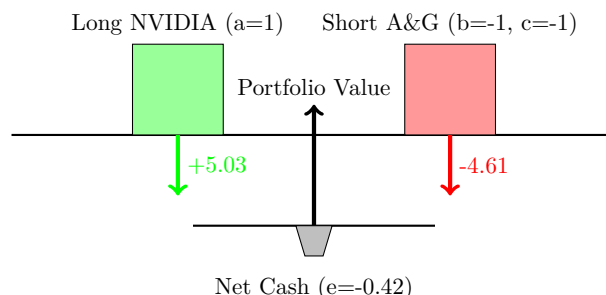 Long NVIDIA (a=1)
Short A&G (b=-1, c=-1)
Portfolio Value
+5.03
-4.61
Net Cash (e=-0.42)